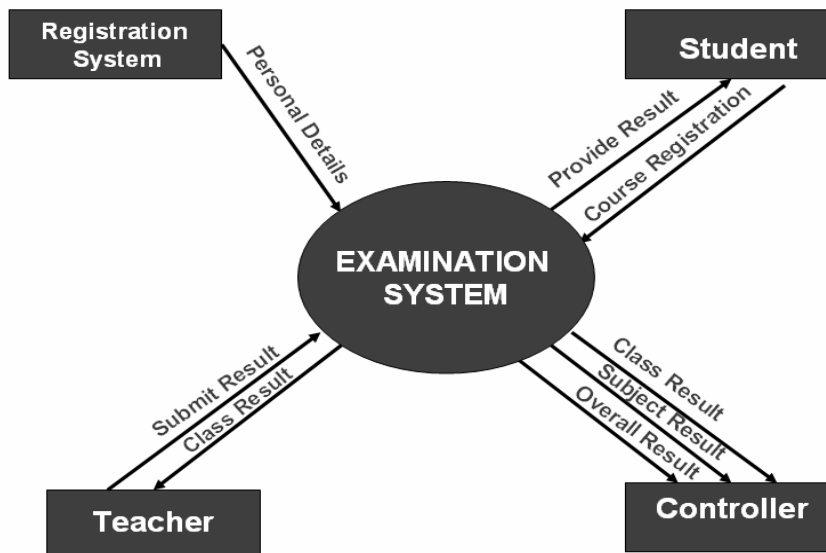 Registration
System
Student
Personal Details
Provide Result
Course Registration
EXAMINATION
SYSTEM
Submit Result
Class Result
Class Result
Subject Result
Overall Result
Teacher
Controller